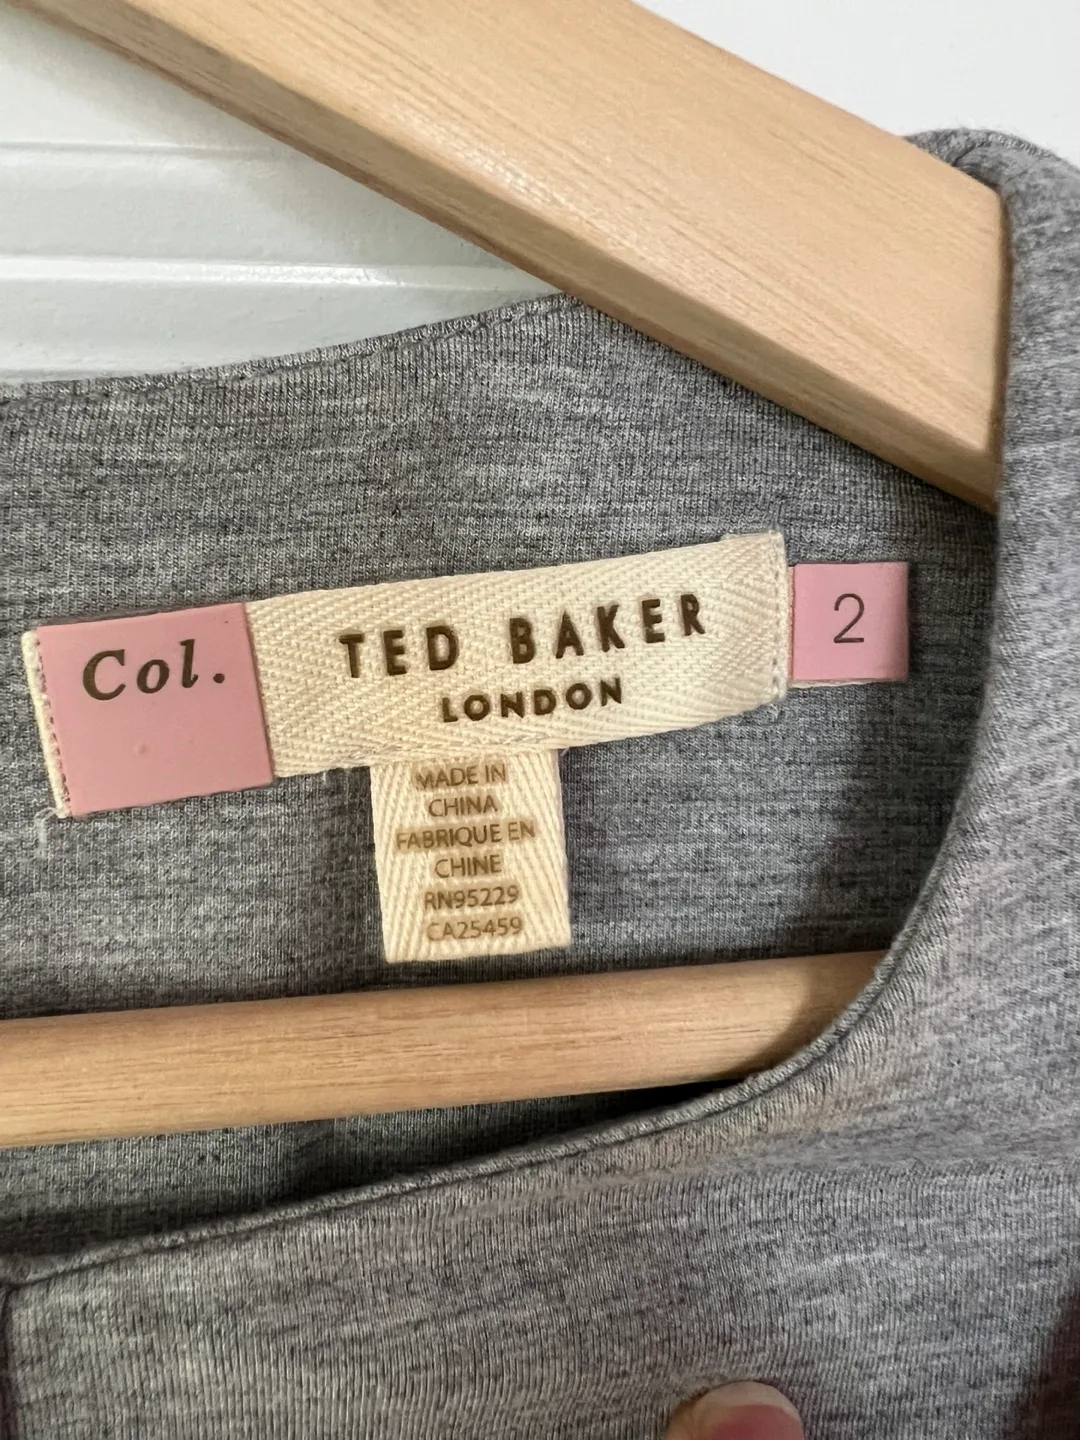 Col.
TED BAKER
LONDON
2
MADE IN
CHINA
FABRIQUE EN
CHINE
RN95229
CA25459